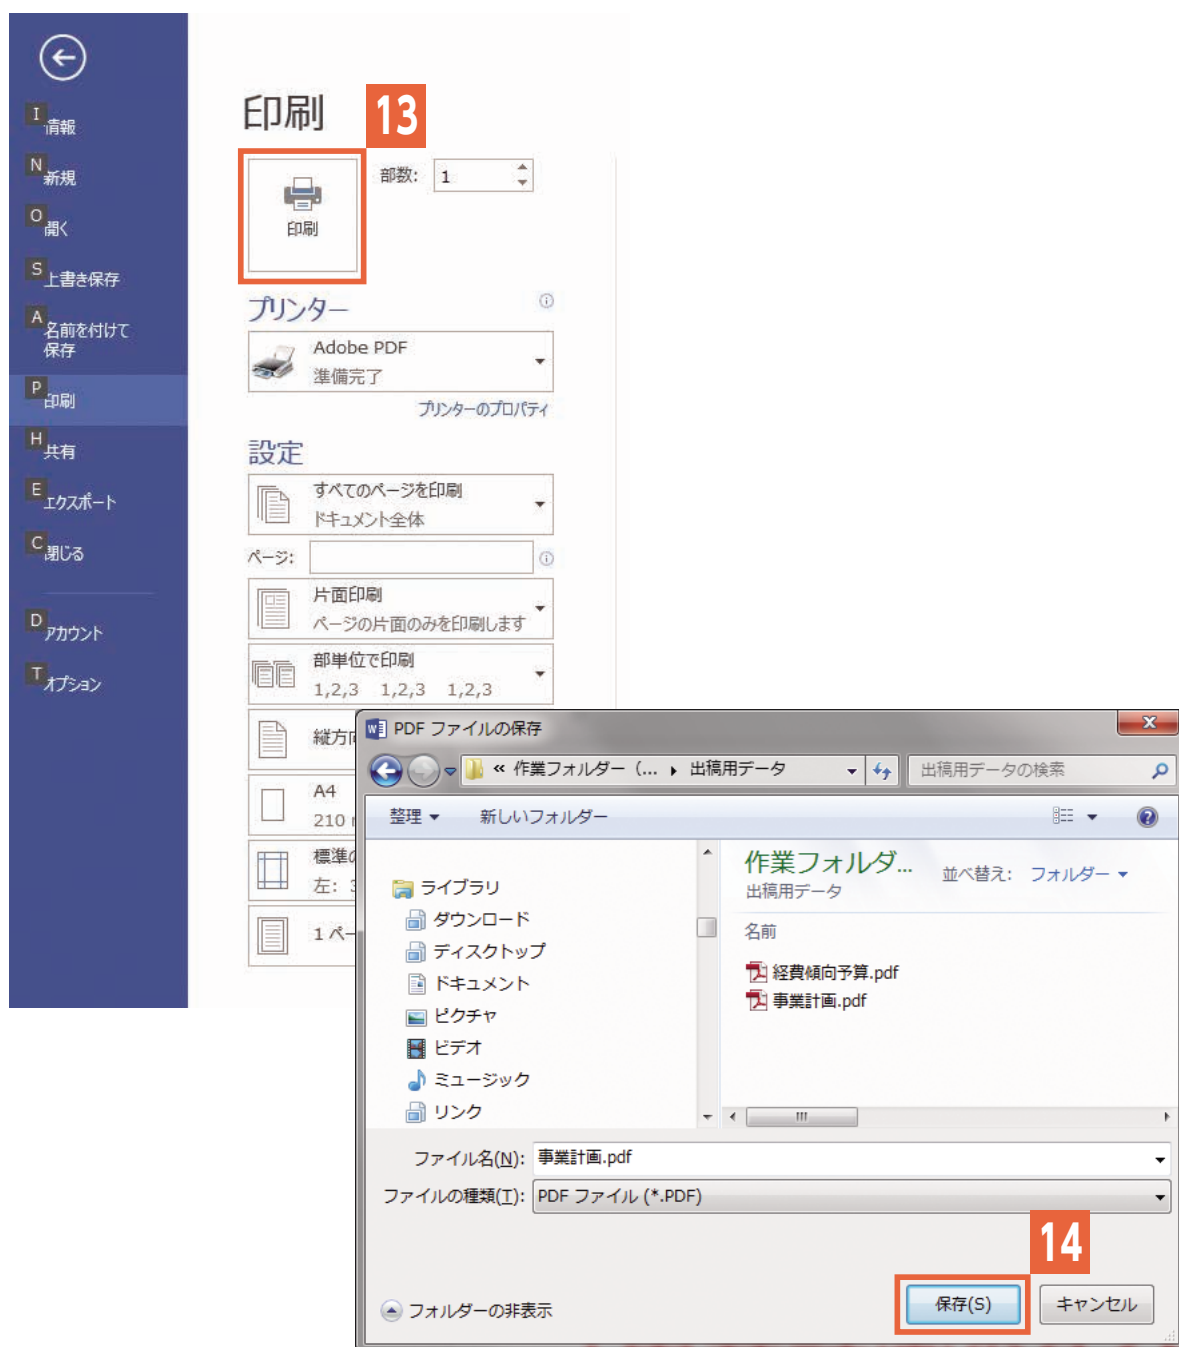 I
情報
N
新規
O
開く
S
上書き保存
A
名前を付けて
保存
P
印刷
H
共有
E
エクスポート
C
閉じる
D
アカウント
T
オプション
印刷
13
印刷
部数: 1
プリンター
Adobe PDF
準備完了
プリンターのプロパティ
設定
すべてのページを印刷
ドキュメント全体
ページ:
片面印刷
ページの片面のみを印刷します
部単位で印刷
1,2,3 1,2,3 1,2,3
縦方向
A4
210
標準の
左:
1 ペー
PDF ファイルの保存
« 作業フォルダー (... 出稿用データ
出稿用データの検索
整理
新しいフォルダー
ライブラリ
ダウンロード
ディスクトップ
ドキュメント
ピクチャ
ビデオ
ミュージック
リンク
作業フォルダ...
出稿用データ
並べ替え: フォルダー
名前
経費傾向予算.pdf
事業計画.pdf
ファイル名(N): 事業計画.pdf
ファイルの種類(T): PDF ファイル (*.PDF)
14
フォルダーの非表示
保存(S)
キャンセル